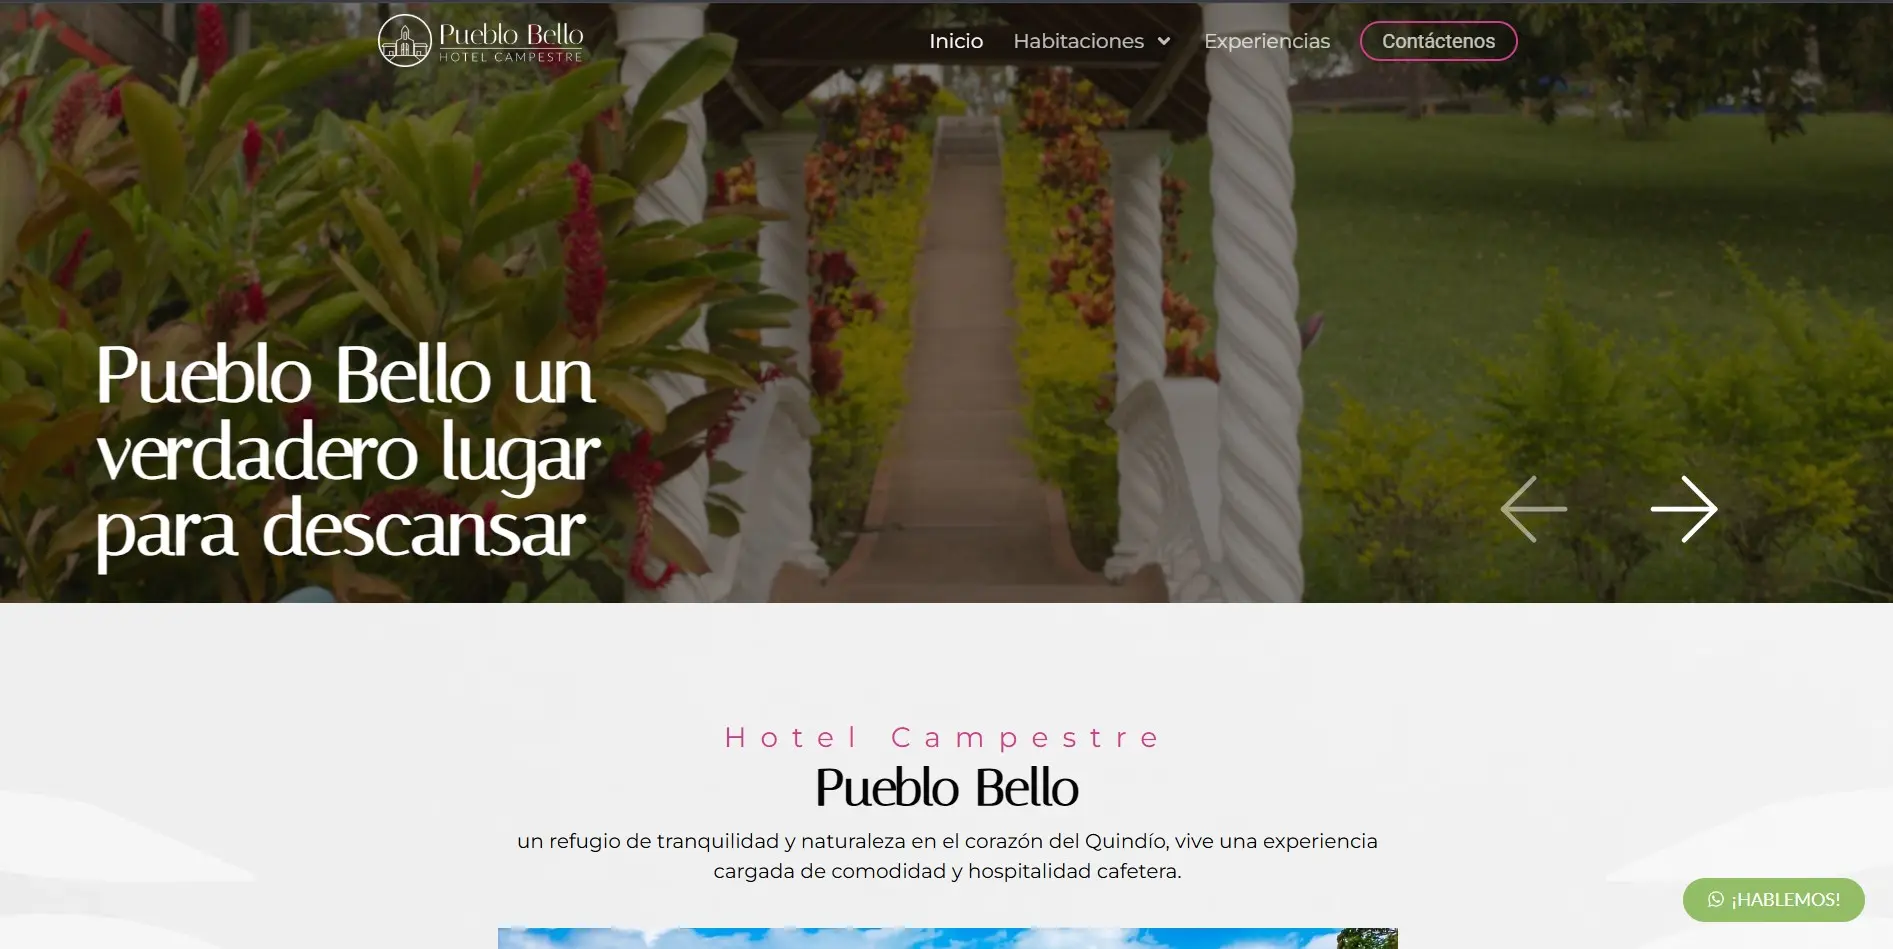 Pueblo Bello
HOTEL CAMPESTRE
Inicio
Habitaciones
Experiencias
Contáctenos
Pueblo Bello un
verdadero lugar
para descansar
Hotel Campestre
Pueblo Bello
un refugio de tranquilidad y naturaleza en el corazón del Quindío, vive una experiencia
cargada de comodidad y hospitalidad cafetera.
¡HABLEMOS!